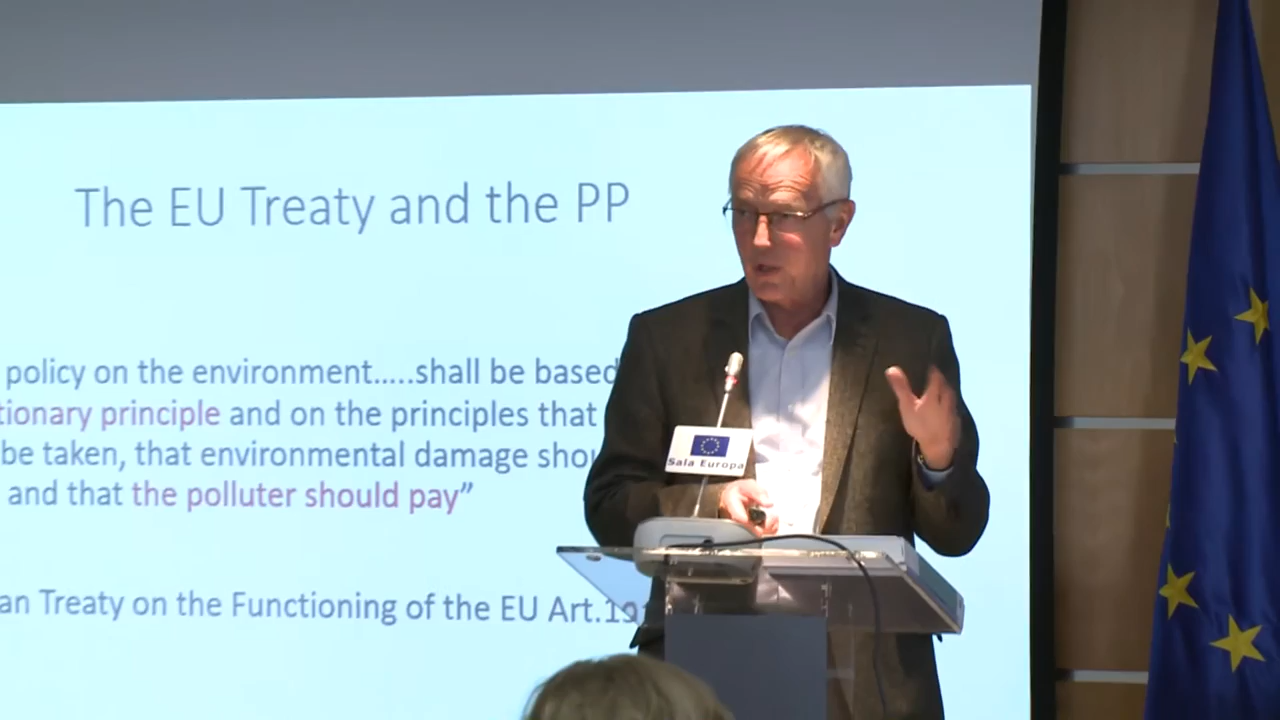 The EU Treaty and the PP
policy on the environment.....shall be based
tionary principle and on the principles that
be taken, that environmental damage shou
and that the polluter should pay”
an Treaty on the Functioning of the EU Art.19
Sala Europa